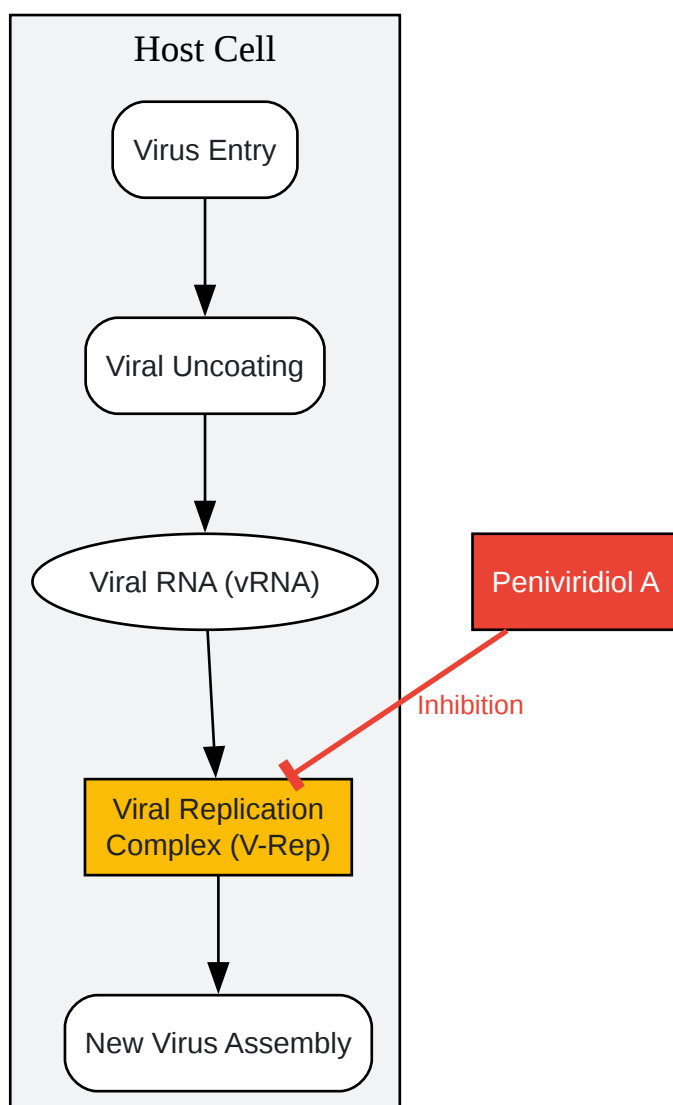 Host Cell
Virus Entry
Viral Uncoating
Viral RNA (vRNA)
Peniviridiol A
Inhibition
Viral Replication
Complex (V-Rep)
New Virus Assembly